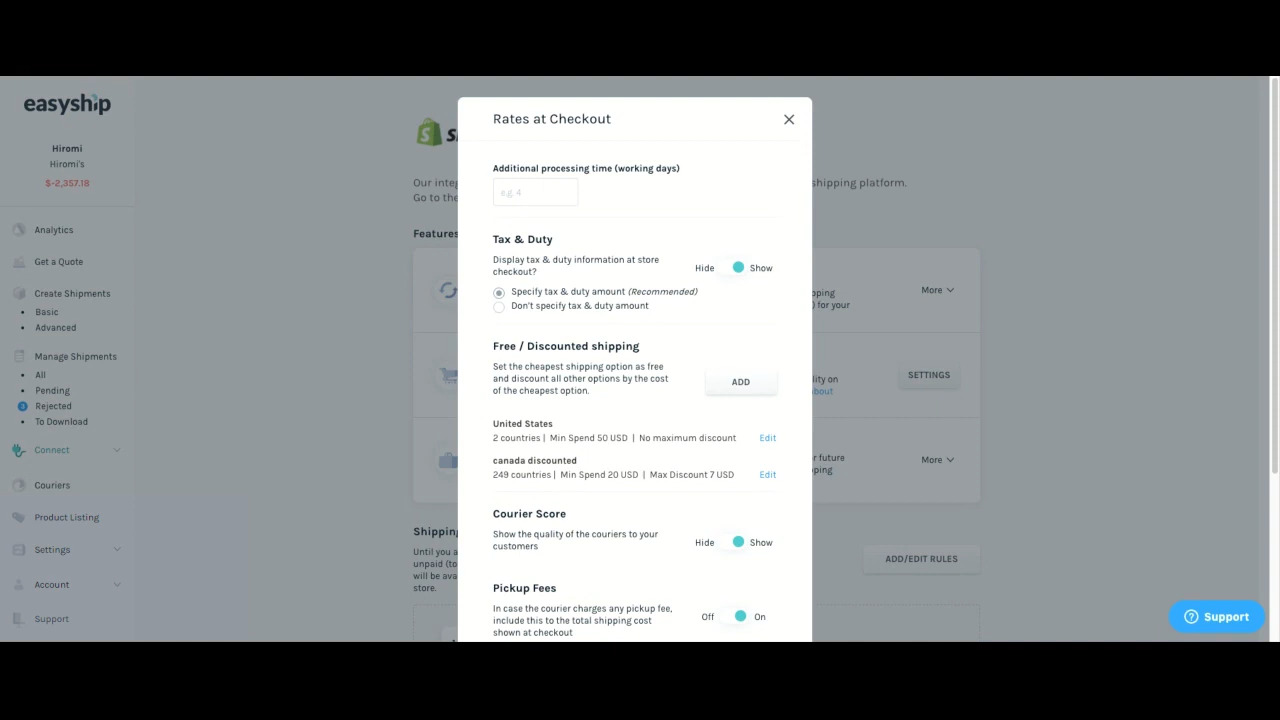 easyship
Hiromi
Hiromi's
$-2,357.18
Analytics
Get a Quote
Create Shipments
Basic
Advanced
Manage Shipments
All
Pending
3 Rejected
To Download
Connect
Couriers
Product Listing
Settings
Account
Support
Our
shipping platform.
Go to the
Features
More
) for your
SETTINGS
about
More
r future
Shipping
Until you a
unpaid (to
will be ava
store.
ADD/EDIT RULES
Rates at Checkout
Additional processing time (working days)
e.g. 4
Tax & Duty
Display tax & duty information at store
checkout?
Hide Show
Specify tax & duty amount (Recommended)
Don't specify tax & duty amount
Free / Discounted shipping
Set the cheapest shipping option as free
and discount all other options by the cost
of the cheapest option.
ADD
United States
2 countries | Min Spend 50 USD | No maximum discount Edit
canada discounted
249 countries | Min Spend 20 USD | Max Discount 7 USD Edit
Courier Score
Show the quality of the couriers to your
customers
Hide Show
Pickup Fees
In case the courier charges any pickup fee,
include this to the total shipping cost
shown at checkout
Off On
Support